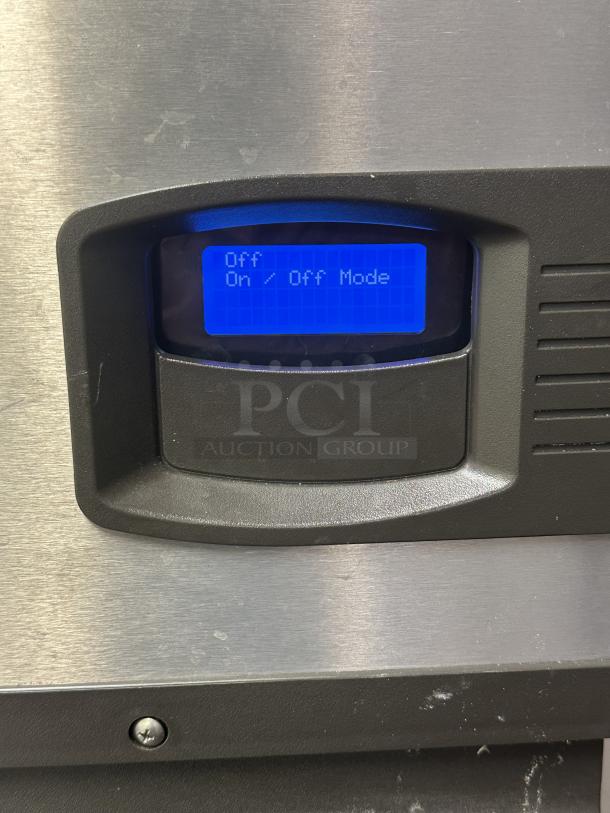 Off
On / Off Mode
PCI
AUCTION GROUP